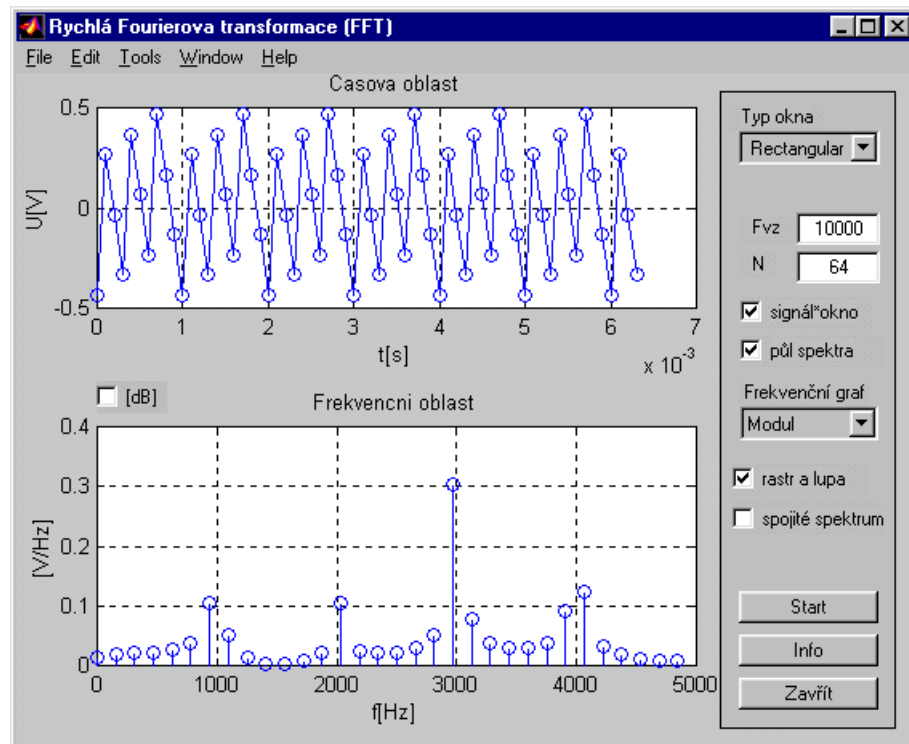 Rychlá Fourierova transformace (FFT)
File Edit Tools Window Help
Casova oblast
U[V]
0.5
0
-0.5
0 1 2 3 4 5 6 7
t[s]
x 10-3
[dB]
Frekvencni oblast
[V/Hz]
0.4
0.3
0.2
0.1
0
0 1000 2000 3000 4000 5000
f[Hz]
Typ okna
Rectangular
Fvz 10000
N 64
signál*okno
půl spektra
Frekvenční graf
Modul
rastr a lupa
spojité spektrum
Start
Info
Zavřít